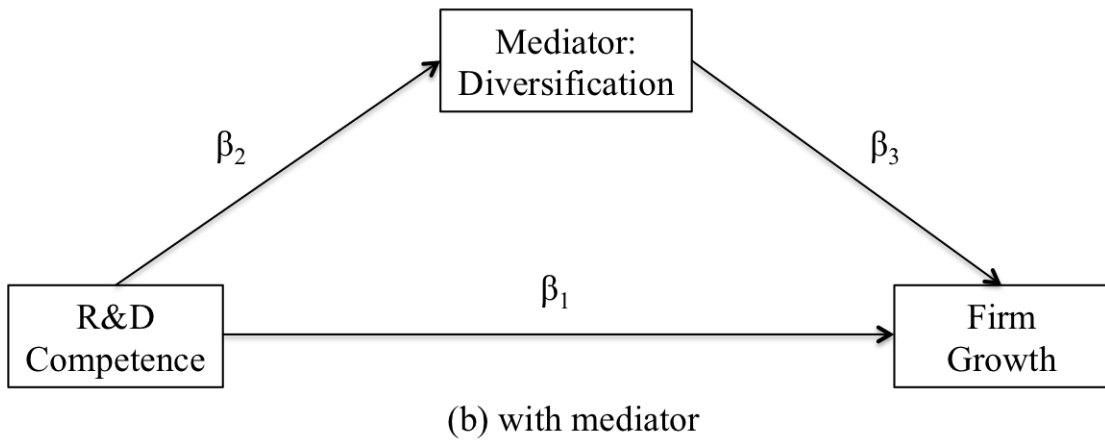 Mediator:
Diversification
β₂
β₃
β₁
R&D
Competence
Firm
Growth
(b) with mediator